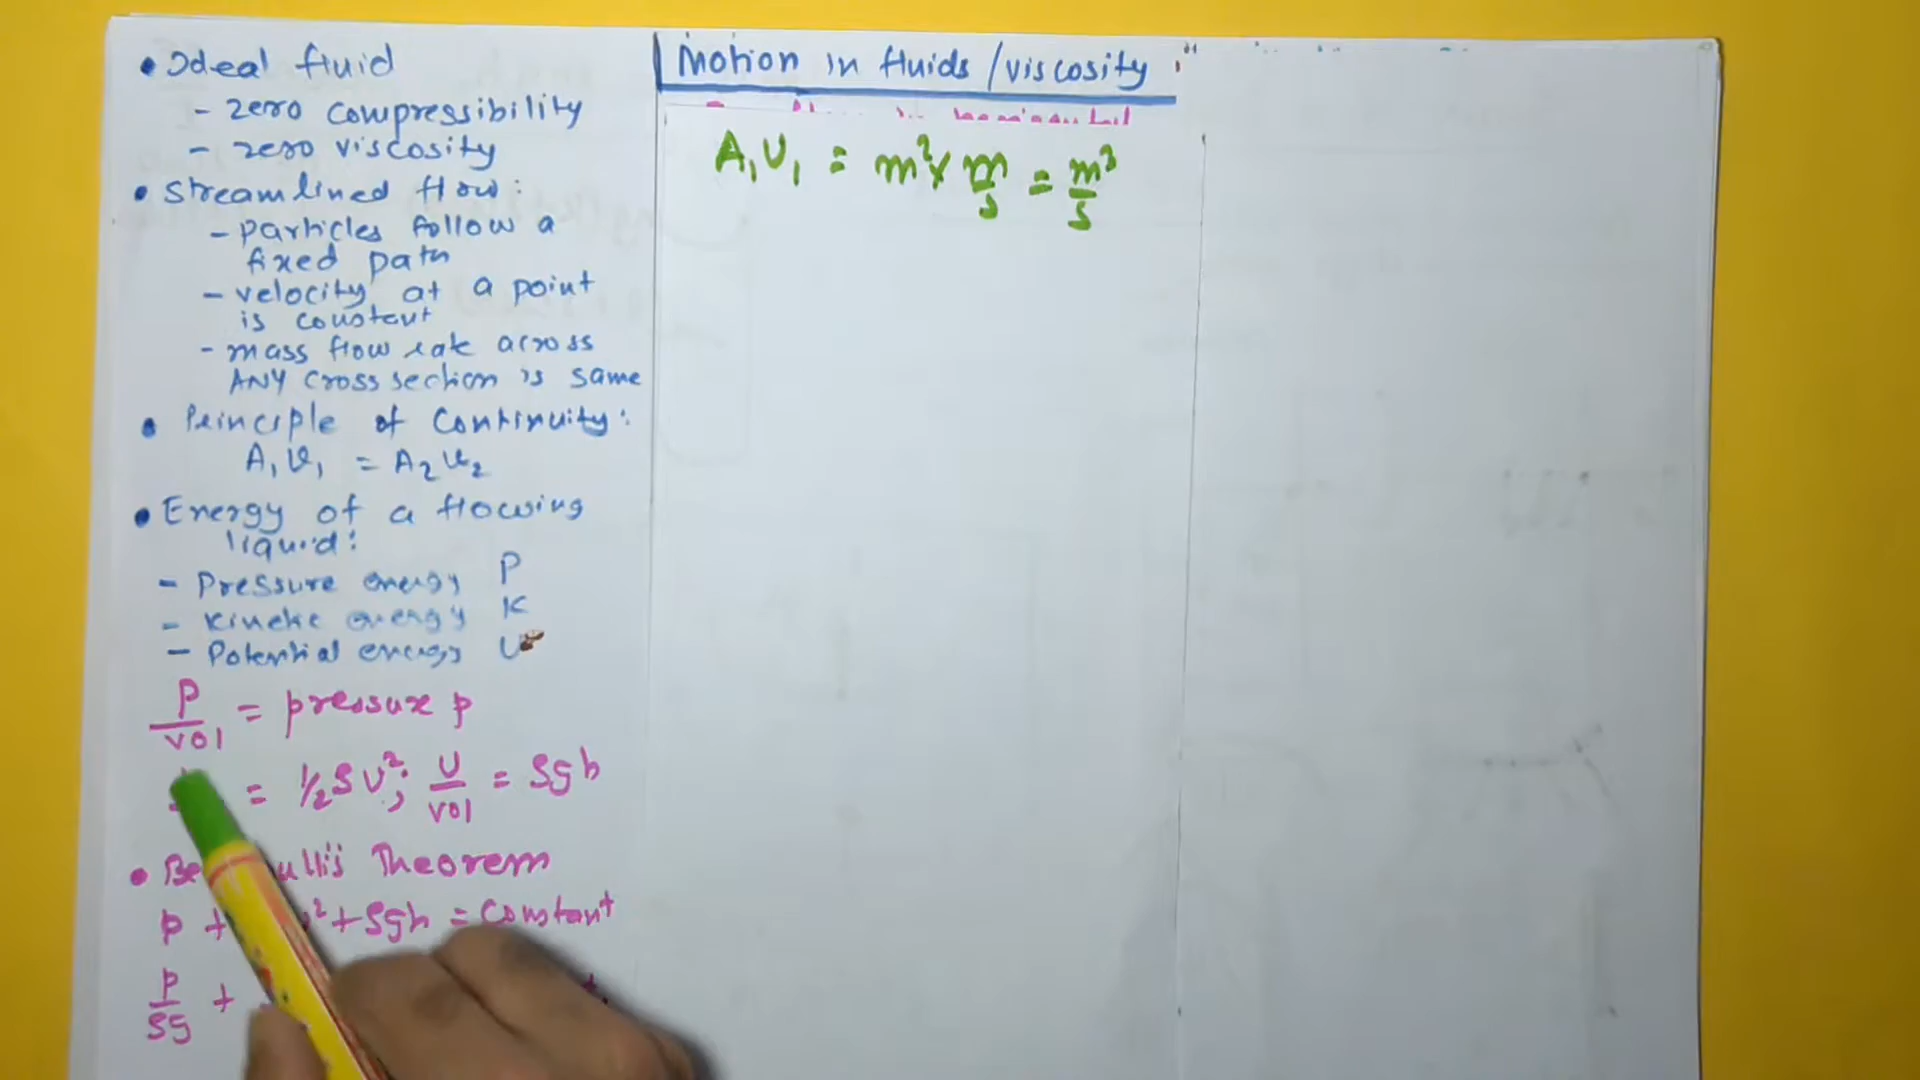 • Ideal fluid
- zero compressibility
- zero viscosity
• Streamlined flow:
- particles follow a
fixed path
- velocity at a point
is constant
- mass flow rate across
ANY cross section is same
• Principle of Continuity:
A₁v₁ = A₂v₂
• Energy of a flowing
liquid:
- Pressure energy P
- Kinetic energy K
- Potential energy U
P/vol = pressure p
= ½ρv²; U/vol = ρgh
• Theorem
p + ² + ρgh = constant
p/ρg +
Motion in fluids / viscosity
A₁v₁ = m² × m/s = m³/s